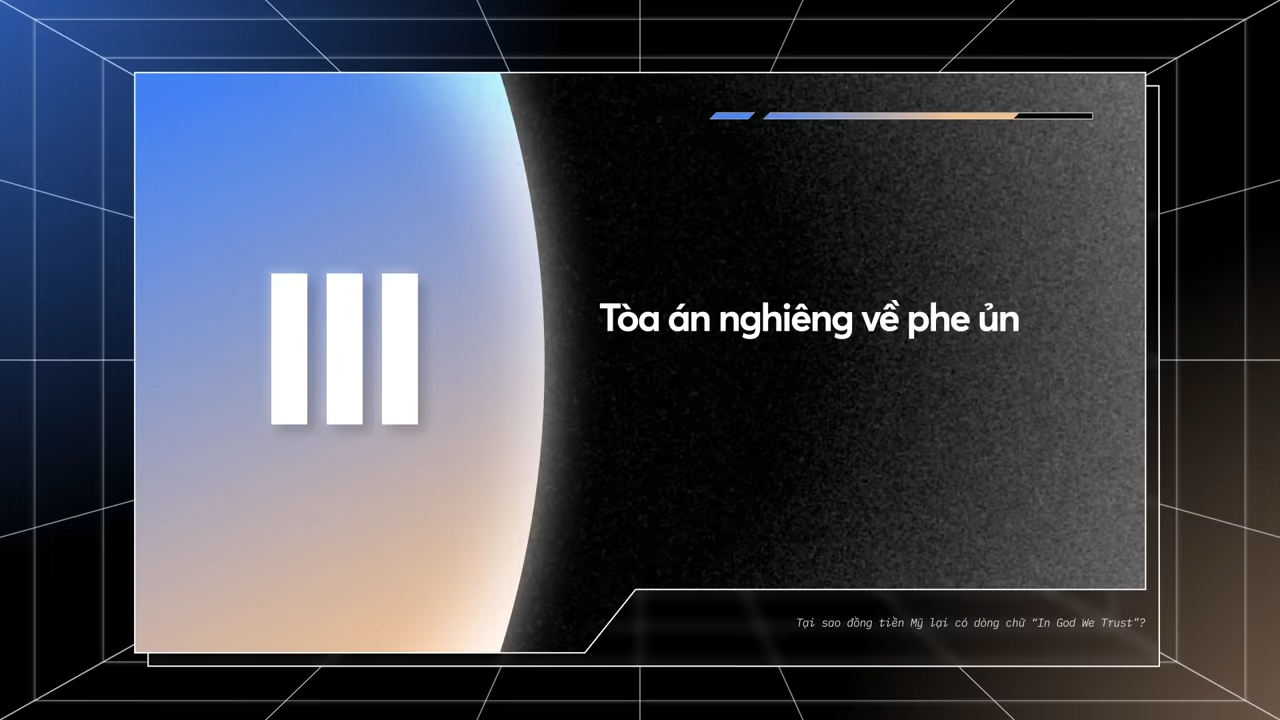 III
Tòa án nghiêng về phe ủn
Tại sao đồng tiền Mỹ lại có dòng chữ “In God We Trust”?